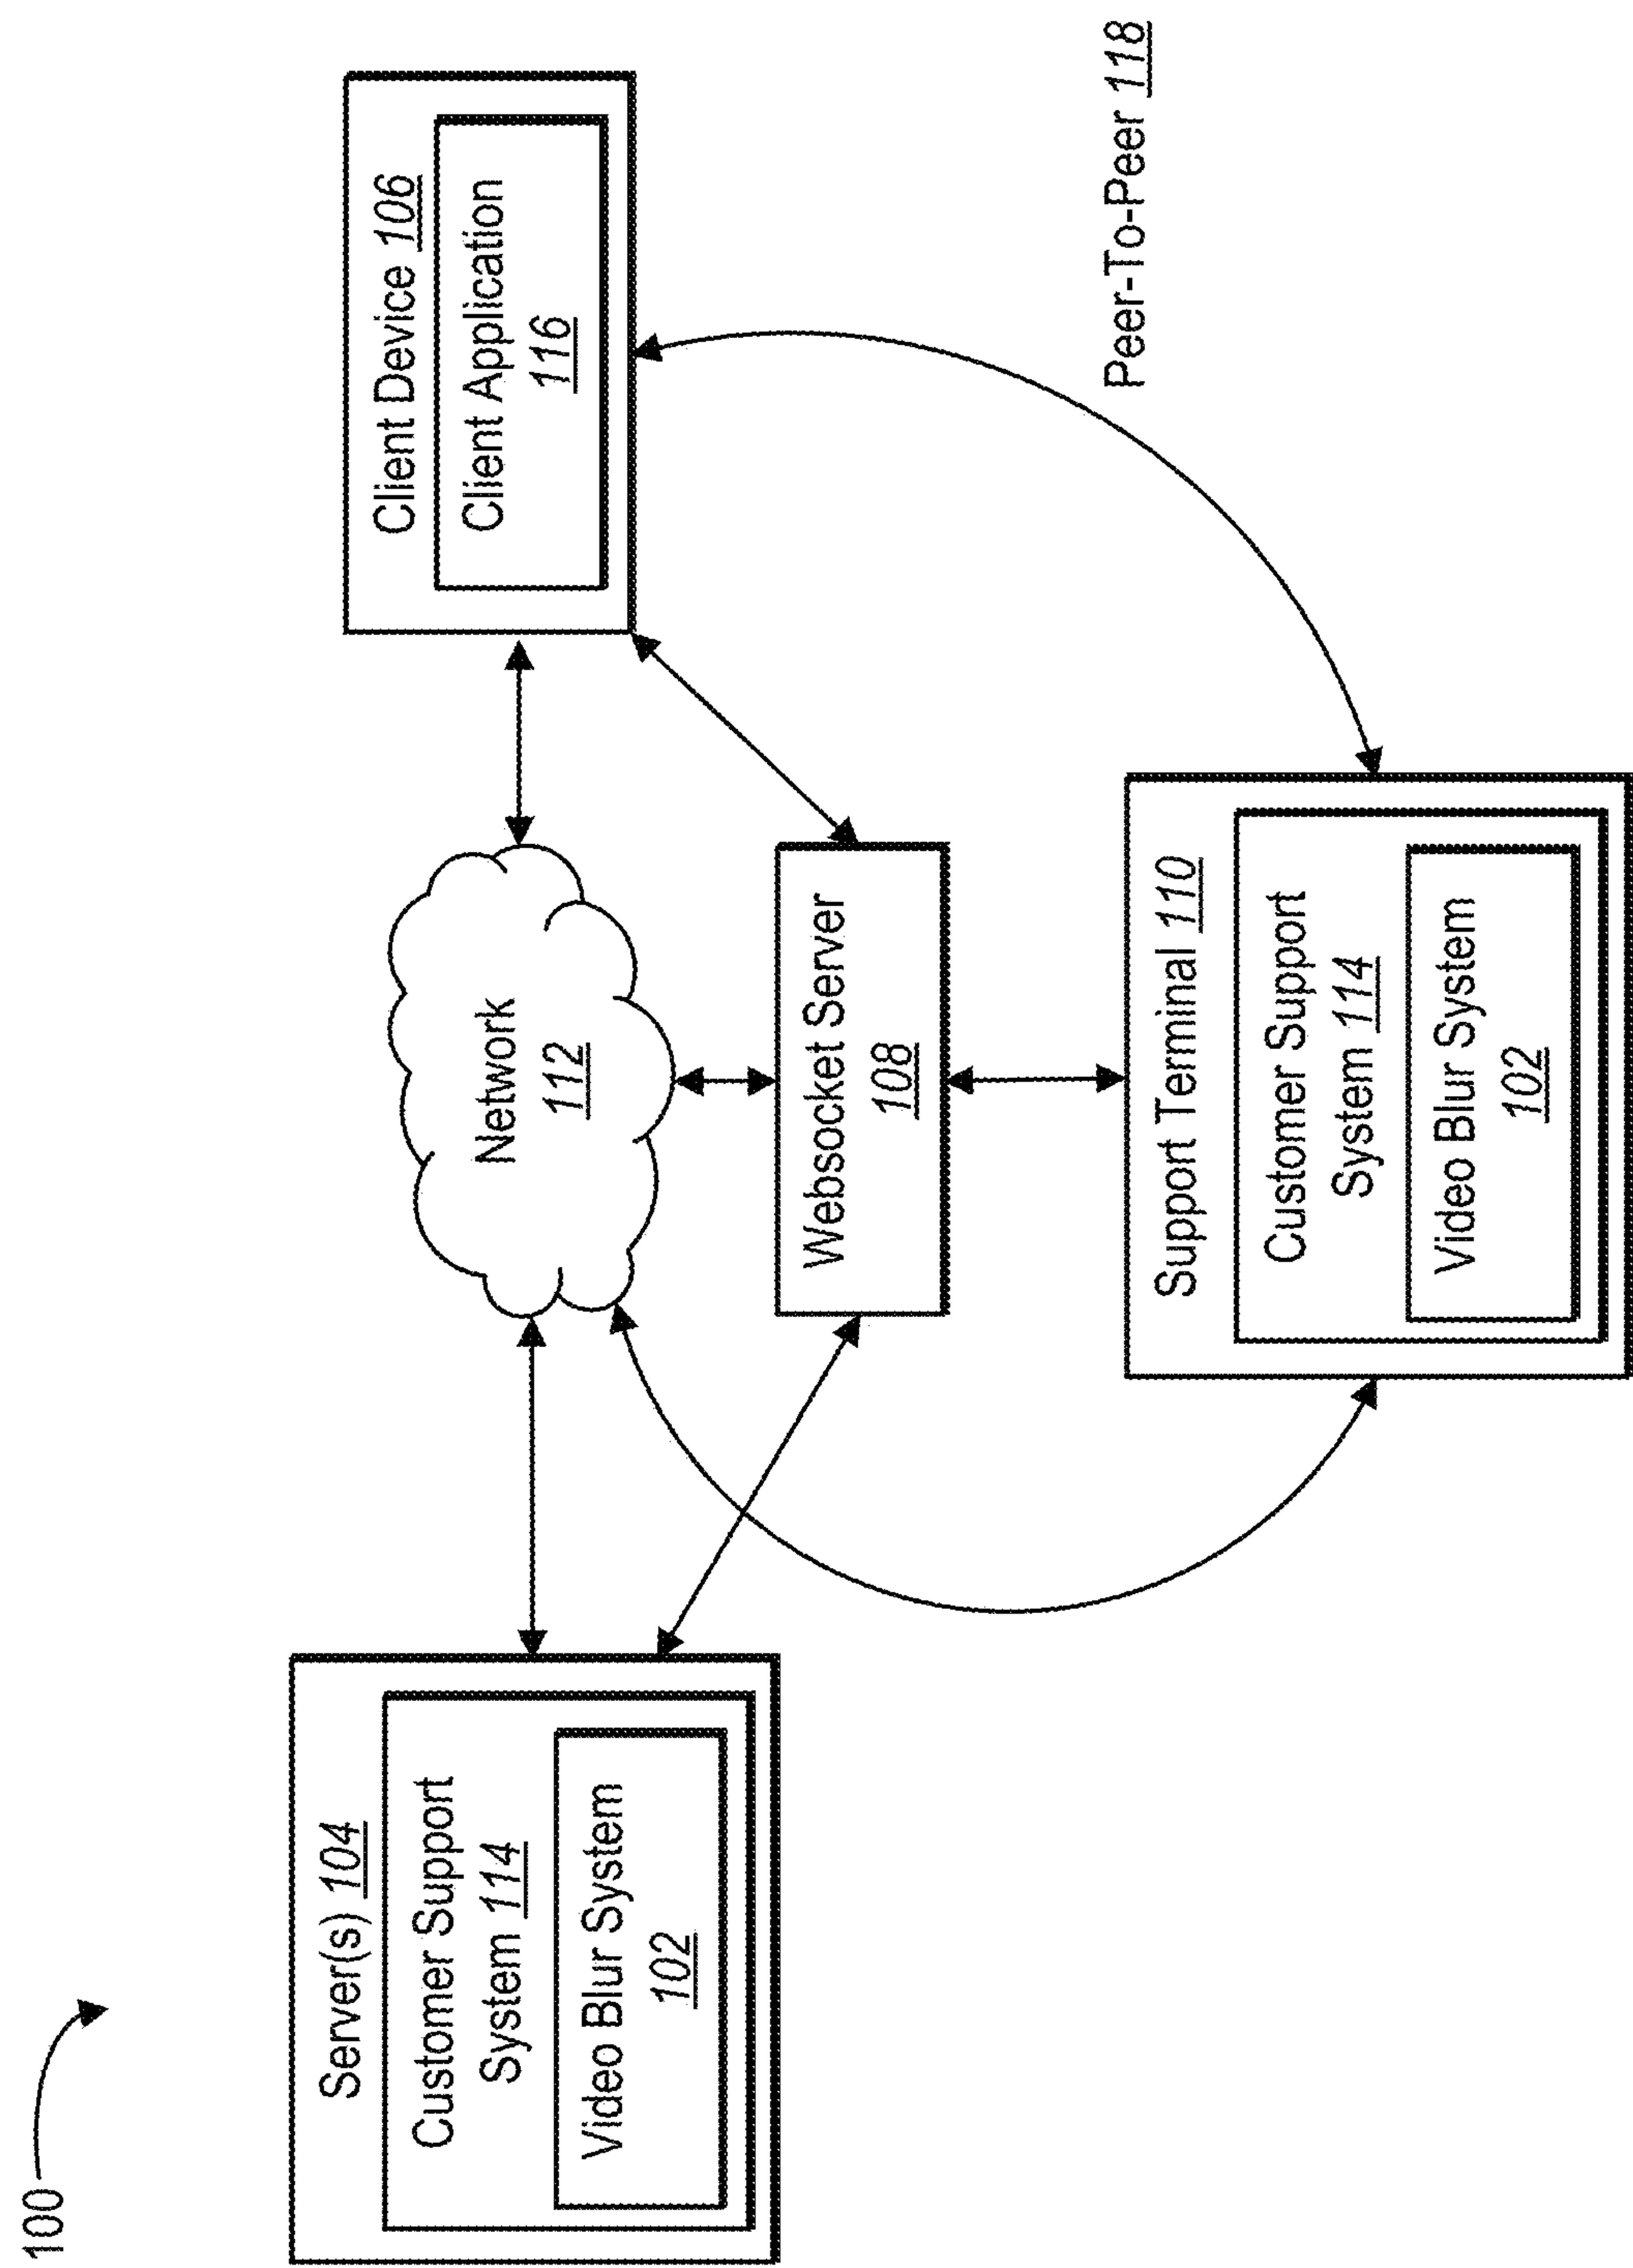 100
Server(s) 104
Customer Support
System 114
Video Blur System
102
Network
112
Websocket Server
108
Client Device 106
Client Application
116
Support Terminal 110
Customer Support
System 114
Video Blur System
102
Peer-To-Peer 118